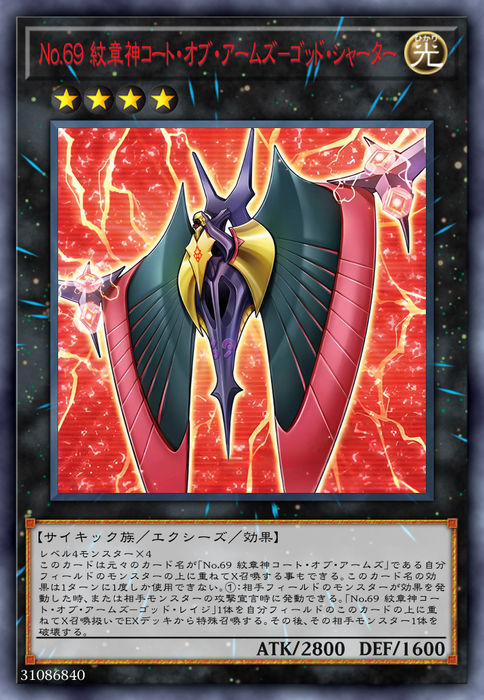 No.69 紋章神コート・オブ・アームズーゴッド・シャーター
ひかり
光
【サイキック族／エクシーズ／効果】
レベル4モンスター×4
このカードは元々のカード名が「No.69 紋章神コート・オブ・アームズ」である自分
フィールドのモンスターの上に重ねてX召喚する事もできる。このカード名の効
果は1ターンに1度しか使用できない。①：相手フィールドのモンスターが効果を発
動した時、または相手モンスターの攻撃宣言時に発動できる。「No.69 紋章神コー
ト・オブ・アームズーゴッド・レイジ」1体を自分フィールドのこのカードの上に重
ねてX召喚扱いでEXデッキから特殊召喚する。その後、その相手モンスター1体を
破壊する。
ATK/2800 DEF/1600
31086840